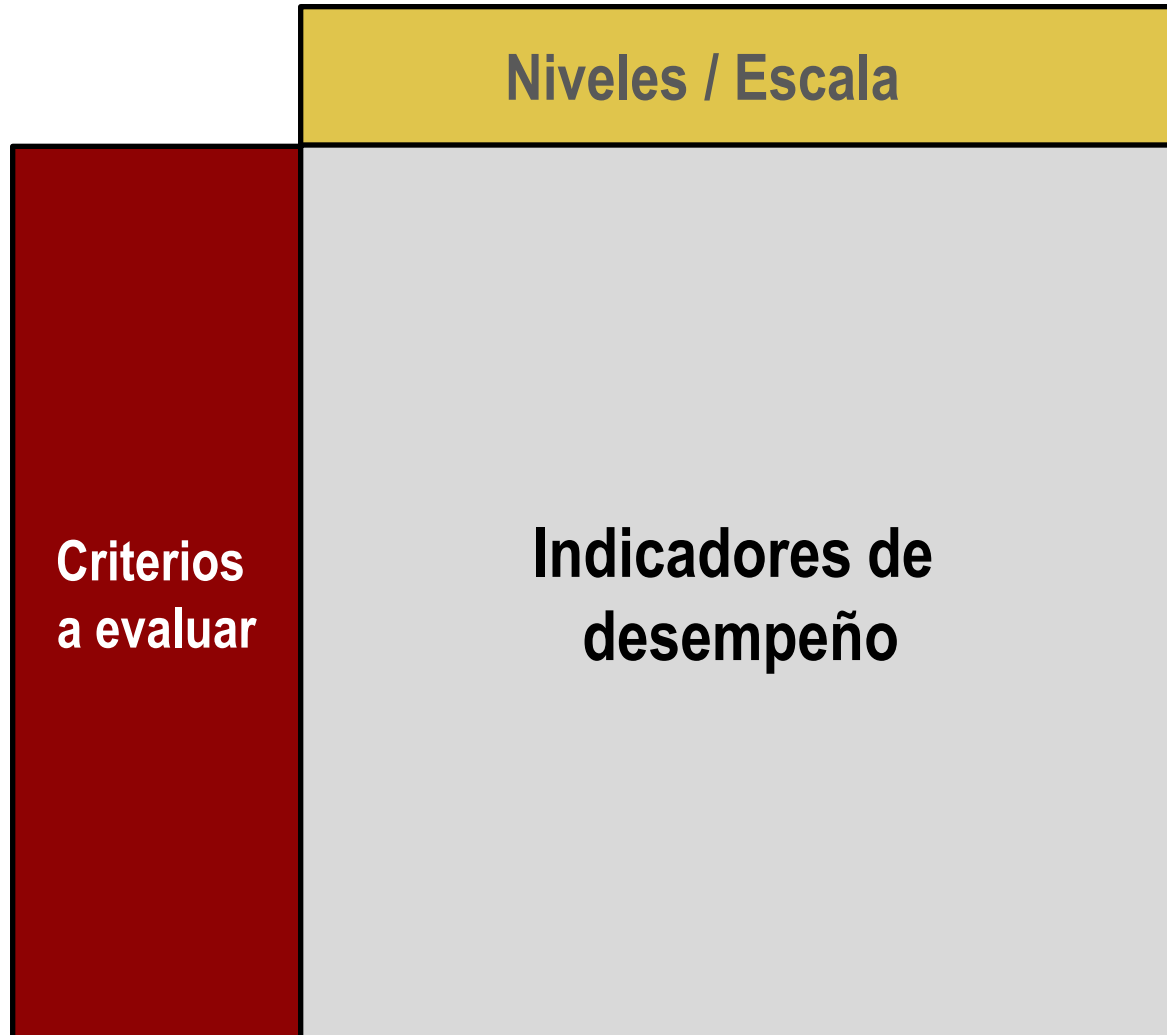 Niveles / Escala
Criterios
a evaluar
Indicadores de
desempeño